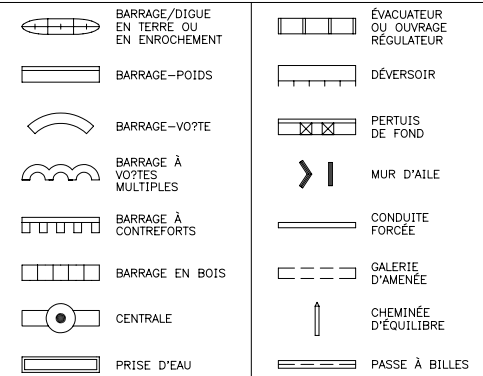 BARRAGE/DIGUE
EN TERRE OU
EN ENROCHEMENT
BARRAGE-POIDS
BARRAGE-VO?TE
BARRAGE À
VO?TES
MULTIPLES
BARRAGE À
CONTREFORTS
BARRAGE EN BOIS
CENTRALE
PRISE D'EAU
ÉVACUATEUR
OU OUVRAGE
RÉGULATEUR
DÉVERSOIR
PERTUIS
DE FOND
MUR D'AILE
CONDUITE
FORCÉE
GALERIE
D'AMENÉE
CHEMINÉE
D'ÉQUILIBRE
PASSE À BILLES